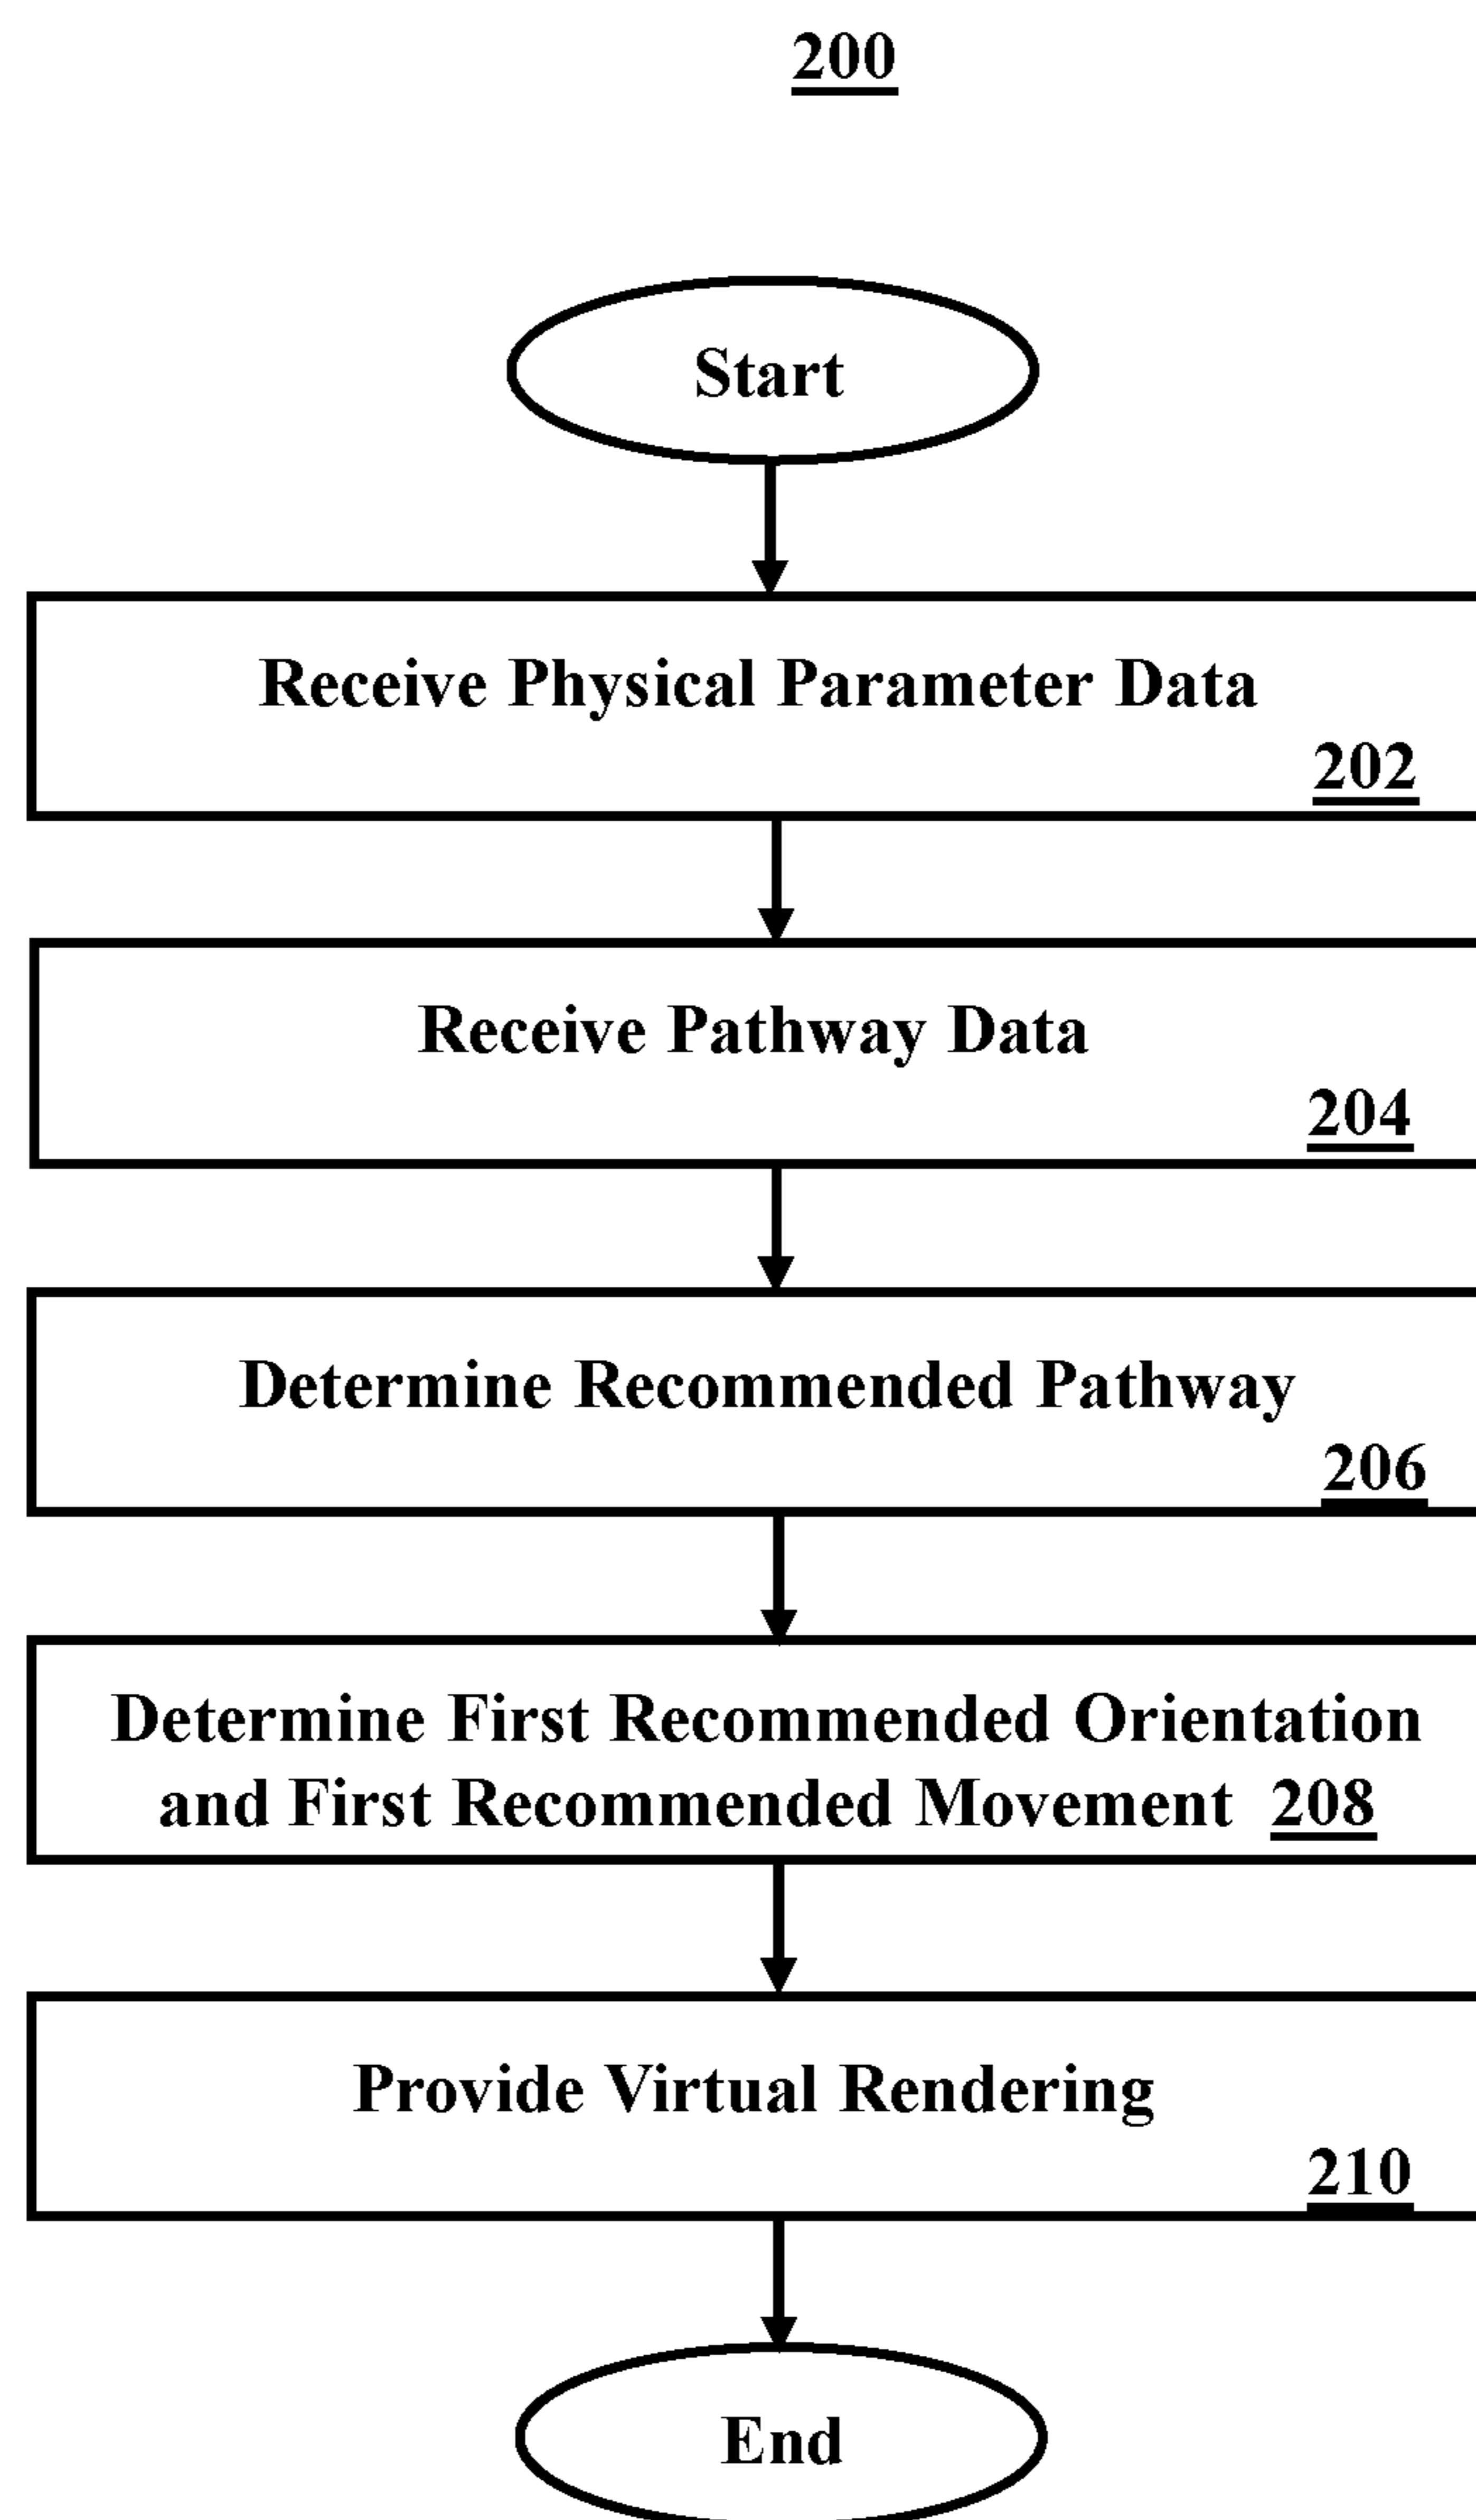 200
Start
Receive Physical Parameter Data
202
Receive Pathway Data
204
Determine Recommended Pathway
206
Determine First Recommended Orientation
and First Recommended Movement 208
Provide Virtual Rendering
210
End